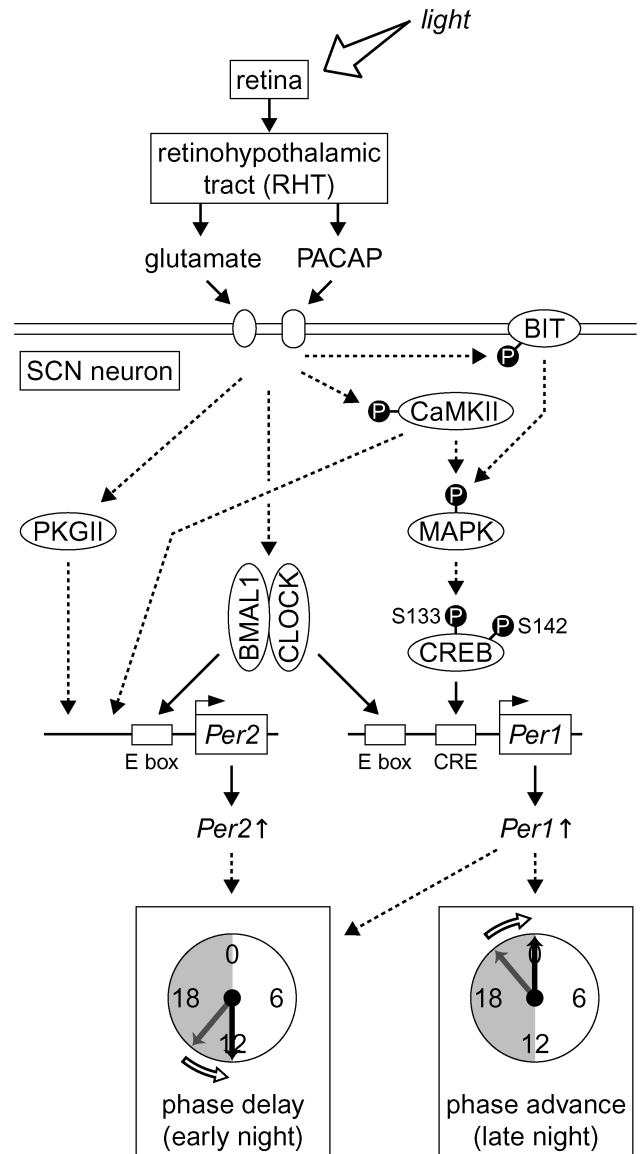 light
retina
retinohypothalamic
tract (RHT)
glutamate PACAP
BIT
P
SCN neuron
P CaMKII
P
PKGII MAPK
BMAL1 CLOCK
S133 P P S142
CREB
Per2 Per1
E box E box CRE
Per2↑ Per1↑
0 0
18 6 18 6
12 12
phase delay phase advance
(early night) (late night)